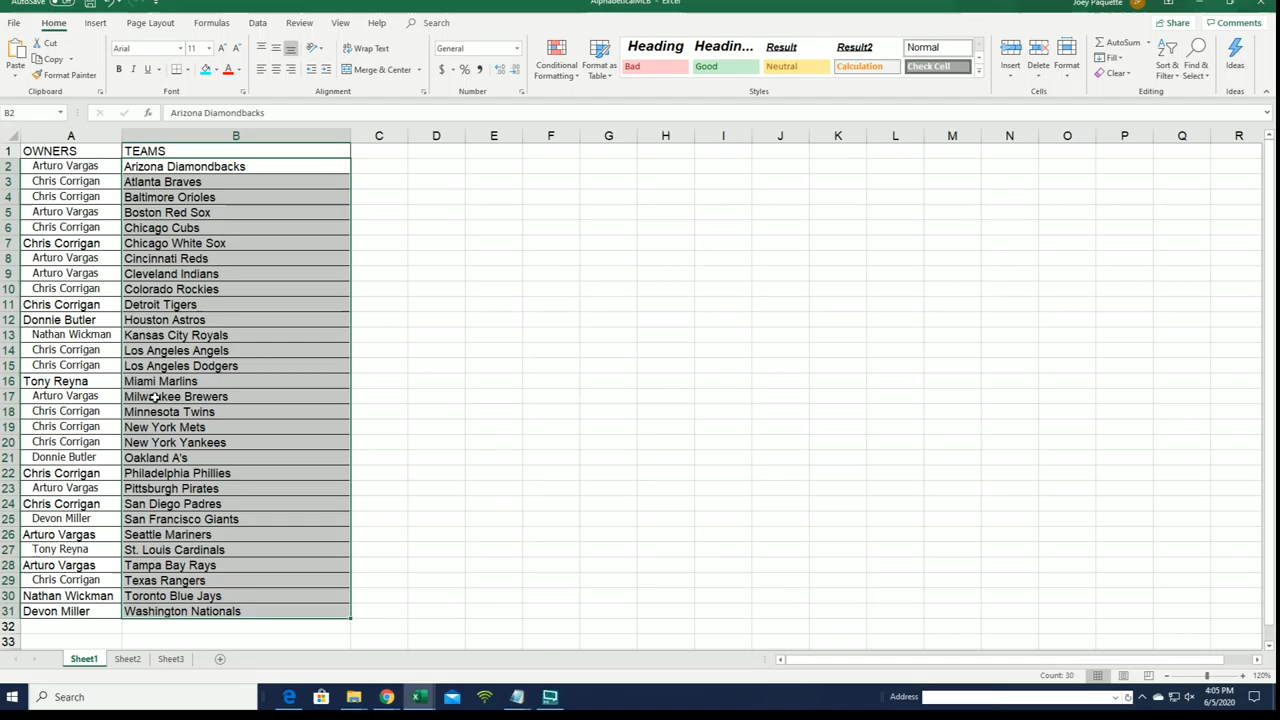 AutoSave Off AlphabeticalMLB - Excel Joey Paquette JP
File Home Insert Page Layout Formulas Data Review View Help Search Share Comments
Paste Cut Copy Format Painter Clipboard
Arial 11 B I U A Font
Wrap Text Merge & Center Alignment
General $ % Number
Conditional Formatting Format as Table
Heading Headin... Result Result2 Normal
Bad Good Neutral Calculation Check Cell
Styles
Insert Delete Format Cells
AutoSum Fill Clear Sort & Filter Find & Select Editing
Ideas Ideas
B2 fx Arizona Diamondbacks
A B C D E F G H I J K L M N O P Q R
1 OWNERS TEAMS
2 Arturo Vargas Arizona Diamondbacks
3 Chris Corrigan Atlanta Braves
4 Chris Corrigan Baltimore Orioles
5 Arturo Vargas Boston Red Sox
6 Chris Corrigan Chicago Cubs
7 Chris Corrigan Chicago White Sox
8 Arturo Vargas Cincinnati Reds
9 Arturo Vargas Cleveland Indians
10 Chris Corrigan Colorado Rockies
11 Chris Corrigan Detroit Tigers
12 Donnie Butler Houston Astros
13 Nathan Wickman Kansas City Royals
14 Chris Corrigan Los Angeles Angels
15 Chris Corrigan Los Angeles Dodgers
16 Tony Reyna Miami Marlins
17 Arturo Vargas Milwaukee Brewers
18 Chris Corrigan Minnesota Twins
19 Chris Corrigan New York Mets
20 Chris Corrigan New York Yankees
21 Donnie Butler Oakland A's
22 Chris Corrigan Philadelphia Phillies
23 Arturo Vargas Pittsburgh Pirates
24 Chris Corrigan San Diego Padres
25 Devon Miller San Francisco Giants
26 Arturo Vargas Seattle Mariners
27 Tony Reyna St. Louis Cardinals
28 Arturo Vargas Tampa Bay Rays
29 Chris Corrigan Texas Rangers
30 Nathan Wickman Toronto Blue Jays
31 Devon Miller Washington Nationals
32
33
Sheet1 Sheet2 Sheet3
Count: 30 120%
Search Address 4:05 PM
6/5/2020